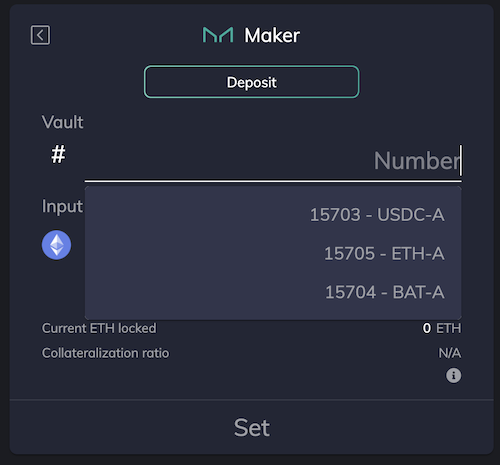 Maker
Deposit
Vault
# Number
Input
15703 - USDC-A
15705 - ETH-A
15704 - BAT-A
Current ETH locked 0 ETH
Collateralization ratio N/A
Set